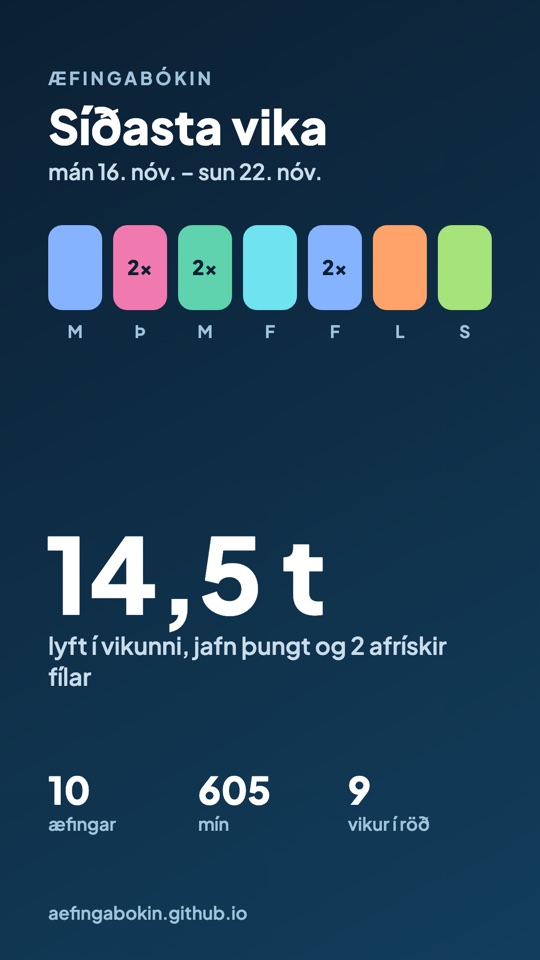 ÆFINGABÓKIN
Síðasta vika
mán 16. nóv. – sun 22. nóv.
2× 2× 2×
M Þ M F F L S
14,5 t
lyft í vikunni, jafn þungt og 2 afrískir
fílar
10 605 9
æfingar mín vikur í röð
aefingabokin.github.io